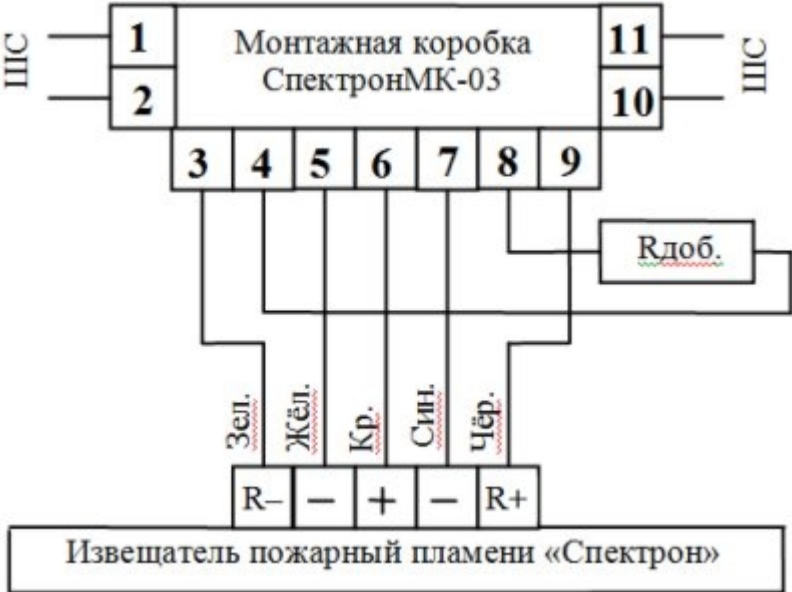 ШС
1
Монтажная коробка
11
ШС
2
СпектронМК-03
10
3 4 5 6 7 8 9
Rдоб.
Зел.
Жёл.
Кр.
Син.
Чёр.
R– – + – R+
Извещатель пожарный пламени «Спектрон»